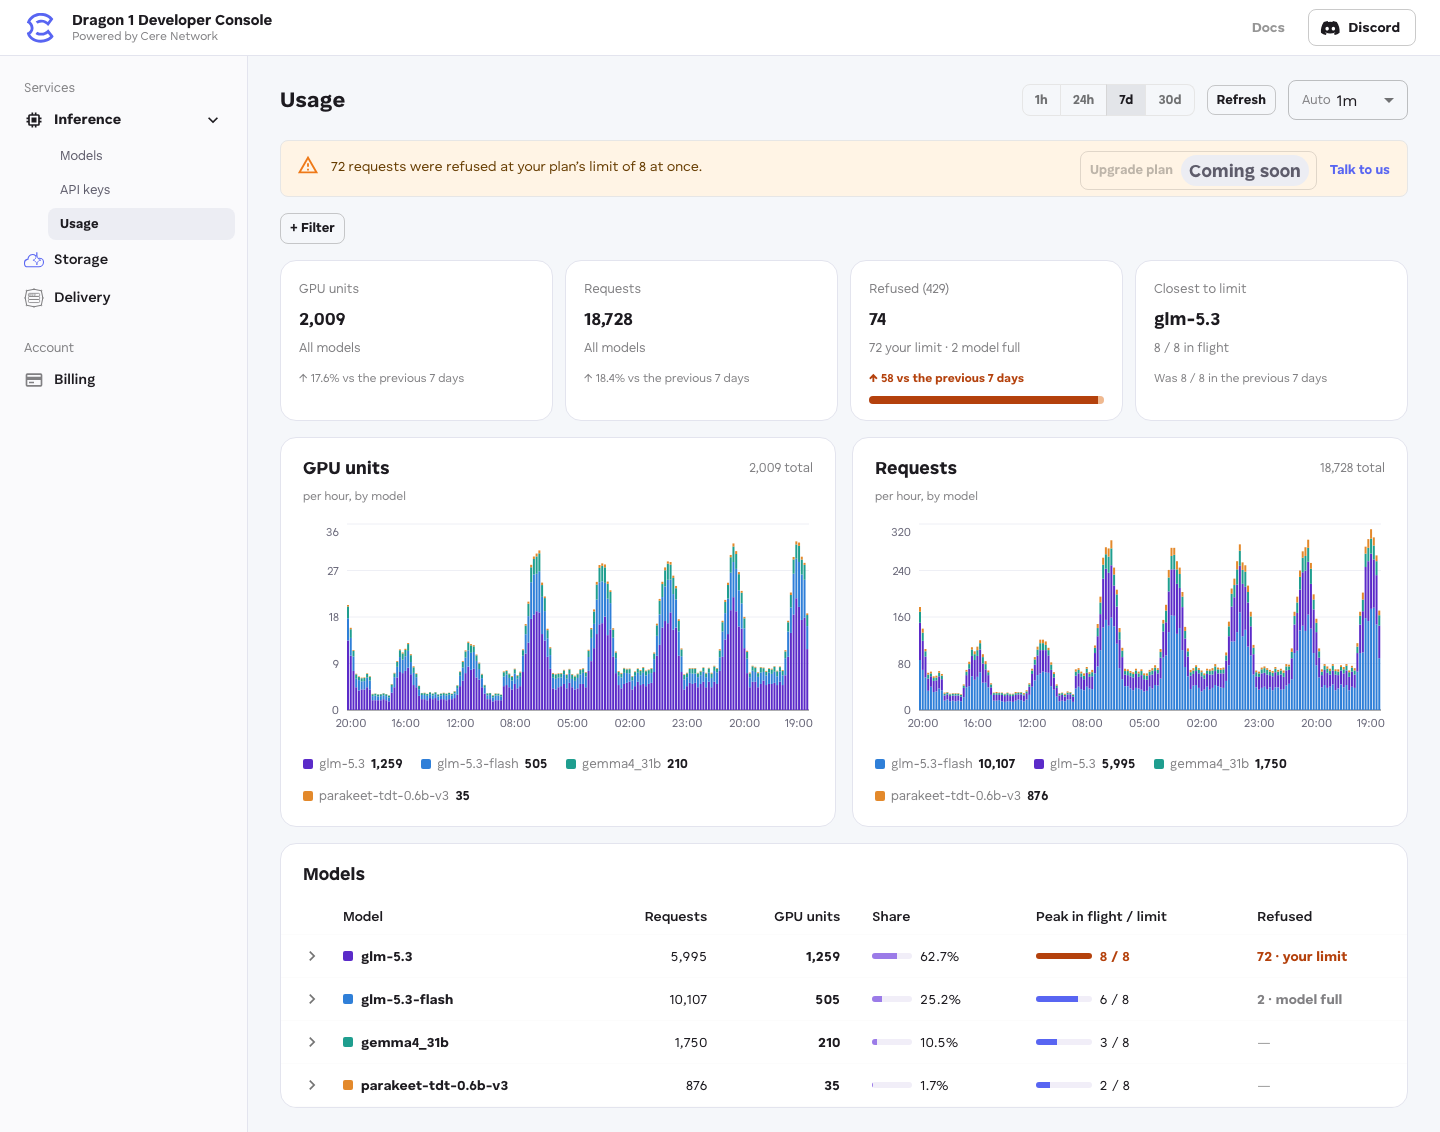 Dragon 1 Developer Console
Powered by Cere Network
Docs
Discord
Services
Inference
Models
API keys
Usage
Storage
Delivery
Account
Billing
Usage
1h 24h 7d 30d
Refresh
Auto 1m
72 requests were refused at your plan’s limit of 8 at once.
Upgrade plan Coming soon
Talk to us
+ Filter
GPU units
2,009
All models
↑ 17.6% vs the previous 7 days
Requests
18,728
All models
↑ 18.4% vs the previous 7 days
Refused (429)
74
72 your limit · 2 model full
↑ 58 vs the previous 7 days
Closest to limit
glm-5.3
8 / 8 in flight
Was 8 / 8 in the previous 7 days
GPU units
2,009 total
per hour, by model
36
27
18
9
0
20:00 16:00 12:00 08:00 05:00 02:00 23:00 20:00 19:00
glm-5.3 1,259 glm-5.3-flash 505 gemma4_31b 210
parakeet-tdt-0.6b-v3 35
Requests
18,728 total
per hour, by model
320
240
160
80
0
20:00 16:00 12:00 08:00 05:00 02:00 23:00 20:00 19:00
glm-5.3-flash 10,107 glm-5.3 5,995 gemma4_31b 1,750
parakeet-tdt-0.6b-v3 876
Models
Model Requests GPU units Share Peak in flight / limit Refused
glm-5.3 5,995 1,259 62.7% 8 / 8 72 · your limit
glm-5.3-flash 10,107 505 25.2% 6 / 8 2 · model full
gemma4_31b 1,750 210 10.5% 3 / 8 —
parakeet-tdt-0.6b-v3 876 35 1.7% 2 / 8 —